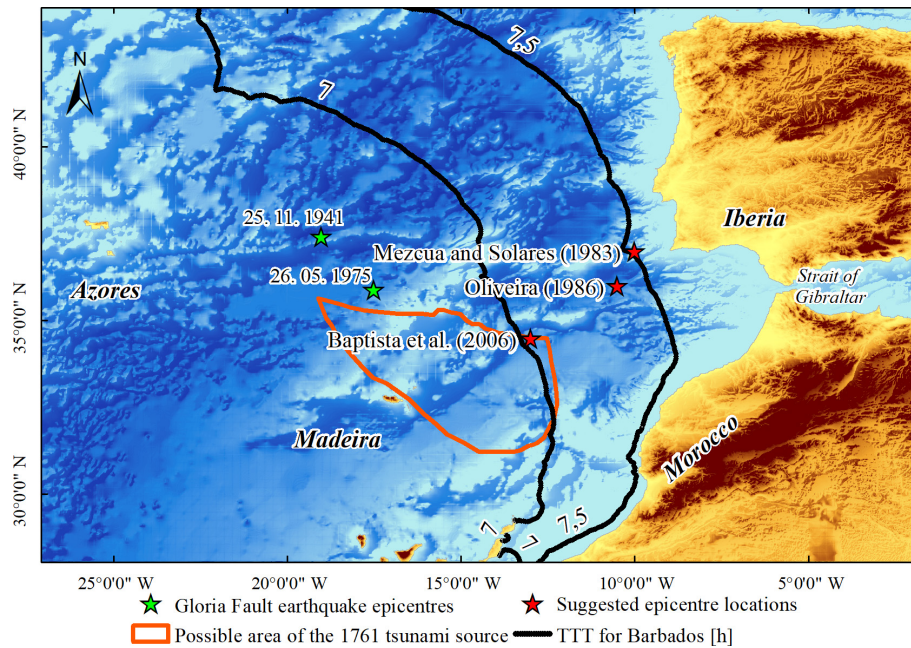 N
7,5
7
40°0'0" N
25. 11. 1941
Iberia
Mezcua and Solares (1983)
26. 05. 1975
Azores
Oliveira (1986)
Strait of
Gibraltar
35°0'0" N
Baptista et al. (2006)
Madeira
Morocco
30°0'0" N
7
7
7,5
25°0'0" W
20°0'0" W
15°0'0" W
10°0'0" W
5°0'0" W
Gloria Fault earthquake epicentres
Suggested epicentre locations
Possible area of the 1761 tsunami source
TTT for Barbados [h]